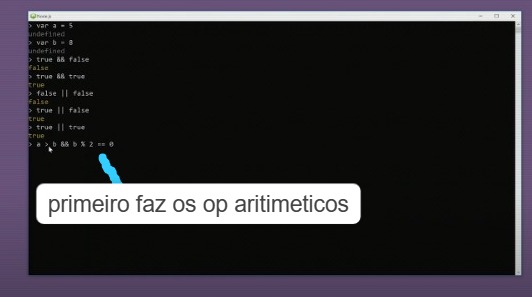 Node.js
> var a = 5
undefined
> var b = 8
undefined
> true && false
false
> true && true
true
> false || false
false
> true || false
true
> true || true
true
> a > b && b % 2 == 0
primeiro faz os op aritimeticos